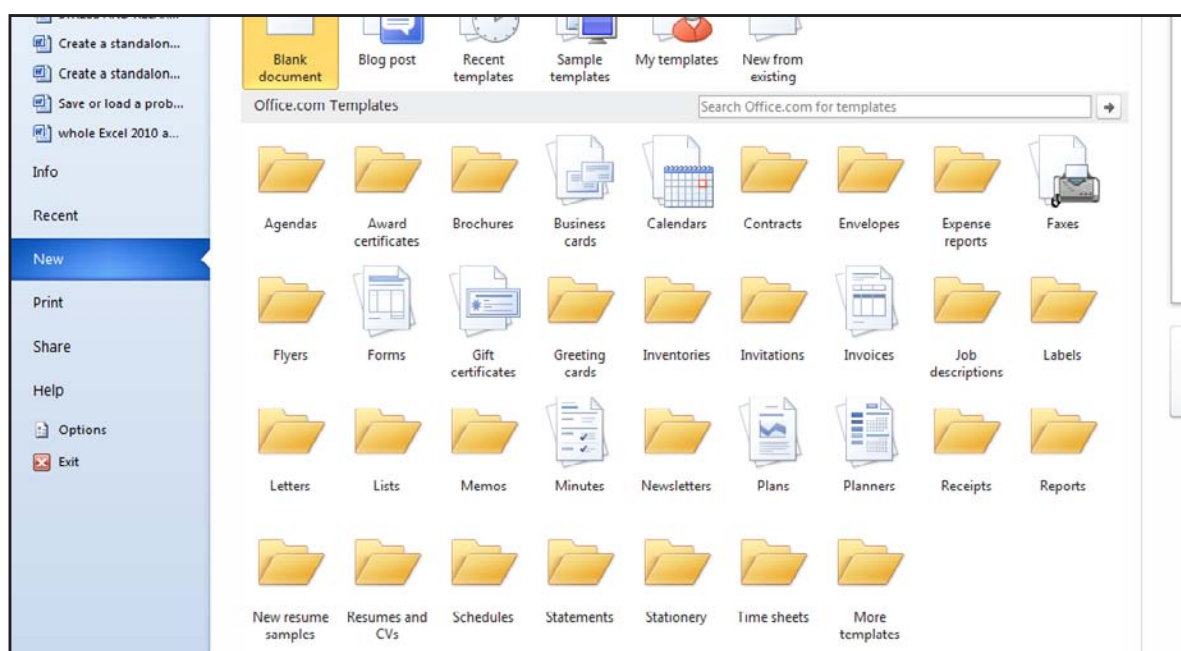 Create a standalon...
Create a standalon...
Save or load a prob...
whole Excel 2010 a...
Info
Recent
New
Print
Share
Help
Options
Exit
Blank document
Blog post
Recent templates
Sample templates
My templates
New from existing
Office.com Templates
Search Office.com for templates
Agendas
Award certificates
Brochures
Business cards
Calendars
Contracts
Envelopes
Expense reports
Faxes
Flyers
Forms
Gift certificates
Greeting cards
Inventories
Invitations
Invoices
Job descriptions
Labels
Letters
Lists
Memos
Minutes
Newsletters
Plans
Planners
Receipts
Reports
New resume samples
Resumes and CVs
Schedules
Statements
Stationery
Time sheets
More templates